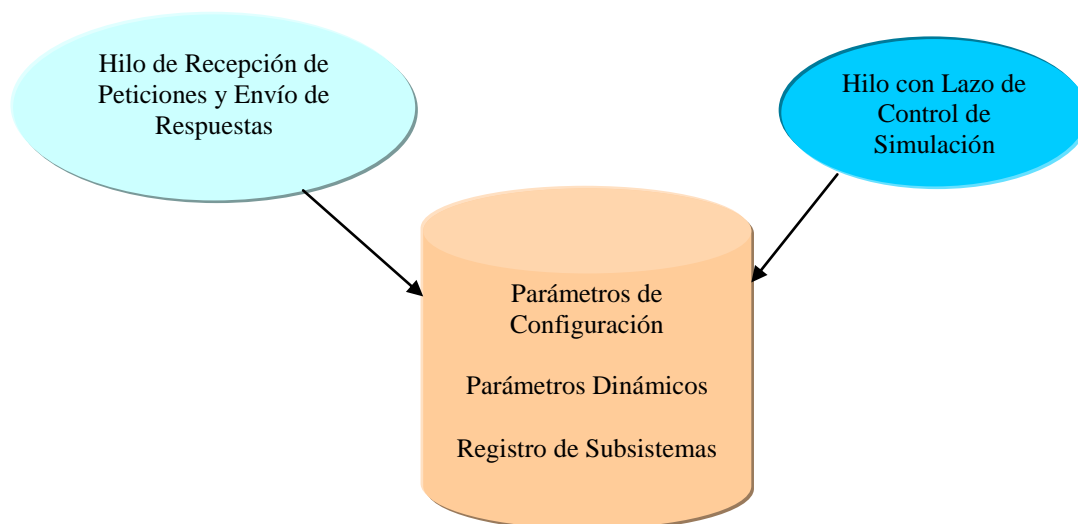 Hilo de Recepción de
Peticiones y Envío de
Respuestas
Hilo con Lazo de
Control de
Simulación
Parámetros de
Configuración
Parámetros Dinámicos
Registro de Subsistemas